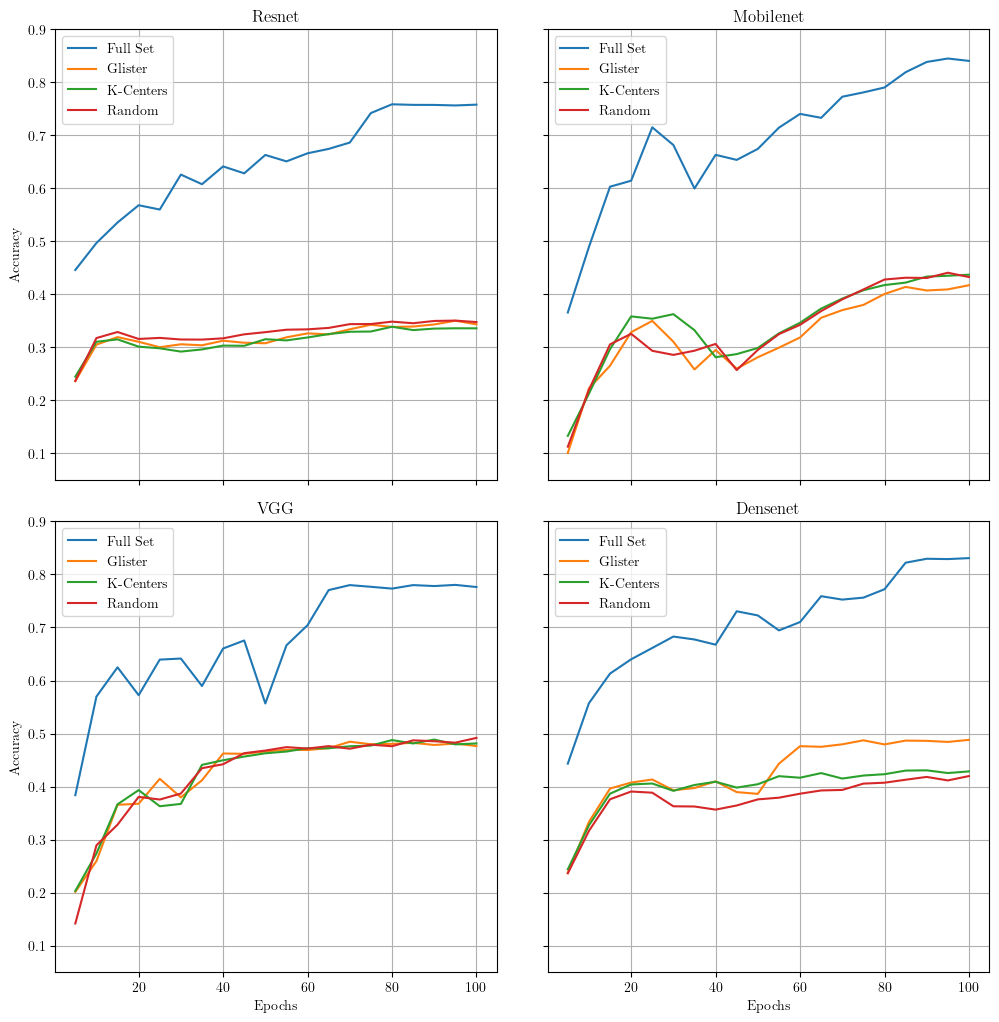 Resnet
0.9
0.8
0.7
0.6
0.5
0.4
0.3
0.2
0.1
Accuracy
Full Set
Glister
K-Centers
Random
Mobilenet
Full Set
Glister
K-Centers
Random
VGG
0.9
0.8
0.7
0.6
0.5
0.4
0.3
0.2
0.1
Accuracy
Full Set
Glister
K-Centers
Random
20 40 60 80 100
Epochs
Densenet
Full Set
Glister
K-Centers
Random
20 40 60 80 100
Epochs